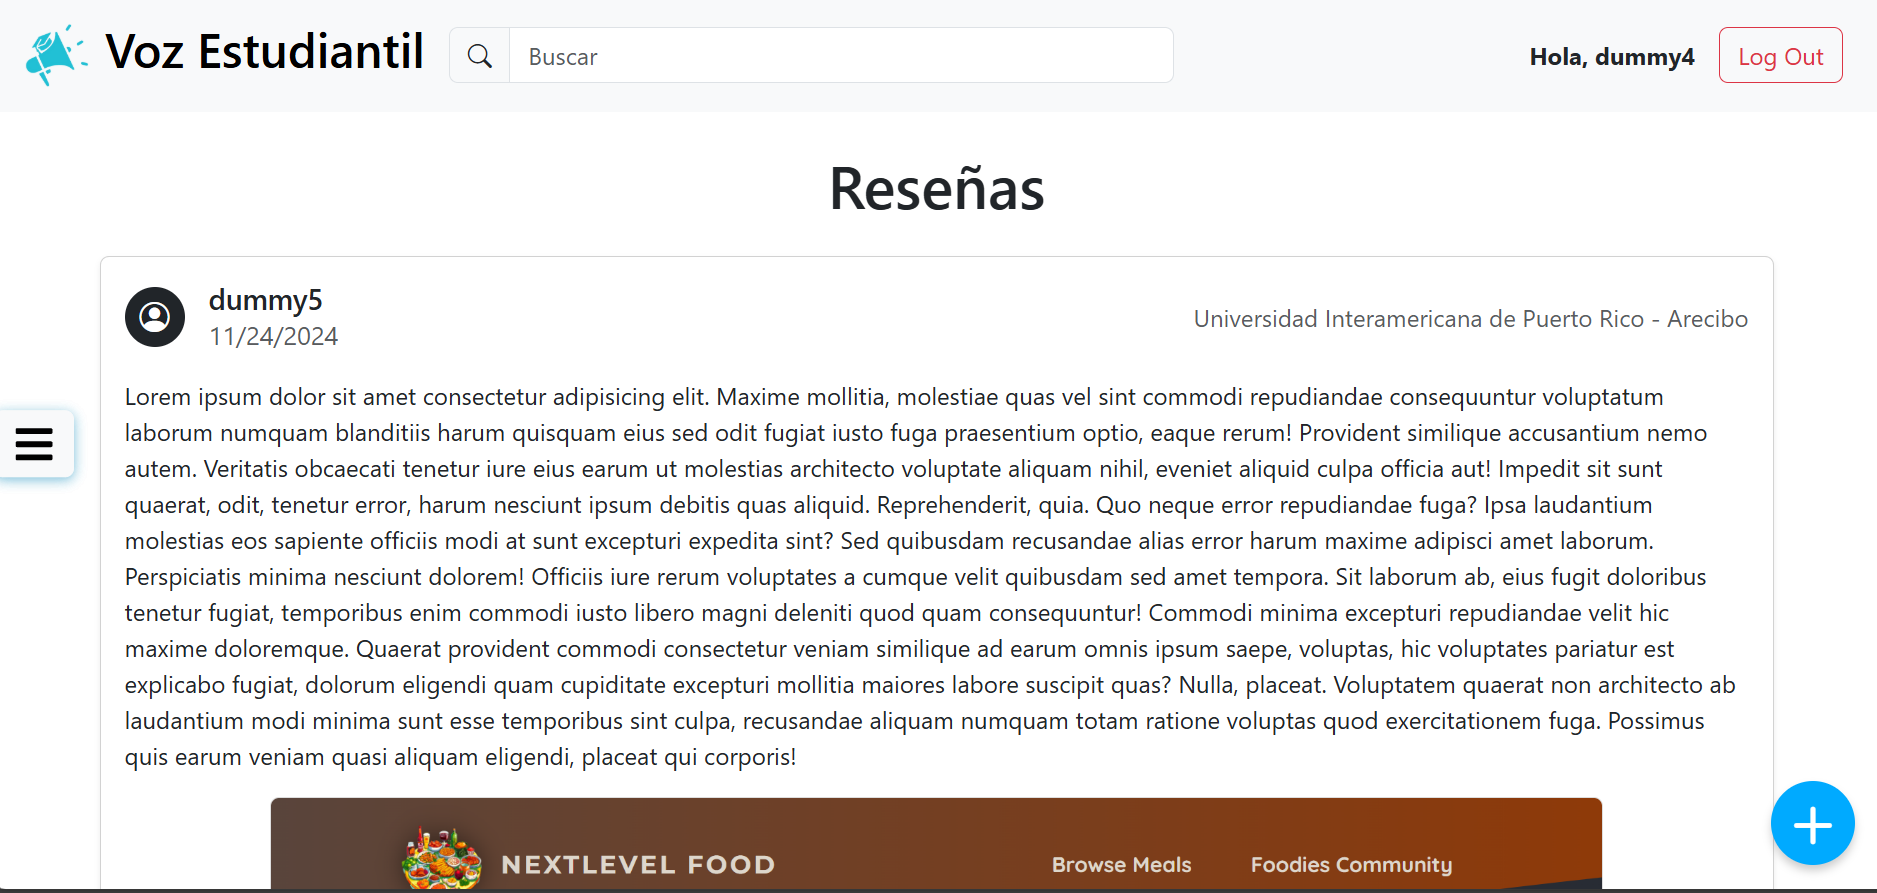 Voz Estudiantil
Buscar
Hola, dummy4
Log Out
Reseñas
dummy5
11/24/2024
Universidad Interamericana de Puerto Rico - Arecibo
Lorem ipsum dolor sit amet consectetur adipisicing elit. Maxime mollitia, molestiae quas vel sint commodi repudiandae consequuntur voluptatum
laborum numquam blanditiis harum quisquam eius sed odit fugiat iusto fuga praesentium optio, eaque rerum! Provident similique accusantium nemo
autem. Veritatis obcaecati tenetur iure eius earum ut molestias architecto voluptate aliquam nihil, eveniet aliquid culpa officia aut! Impedit sit sunt
quaerat, odit, tenetur error, harum nesciunt ipsum debitis quas aliquid. Reprehenderit, quia. Quo neque error repudiandae fuga? Ipsa laudantium
molestias eos sapiente officiis modi at sunt excepturi expedita sint? Sed quibusdam recusandae alias error harum maxime adipisci amet laborum.
Perspiciatis minima nesciunt dolorem! Officiis iure rerum voluptates a cumque velit quibusdam sed amet tempora. Sit laborum ab, eius fugit doloribus
tenetur fugiat, temporibus enim commodi iusto libero magni deleniti quod quam consequuntur! Commodi minima excepturi repudiandae velit hic
maxime doloremque. Quaerat provident commodi consectetur veniam similique ad earum omnis ipsum saepe, voluptas, hic voluptates pariatur est
explicabo fugiat, dolorum eligendi quam cupiditate excepturi mollitia maiores labore suscipit quas? Nulla, placeat. Voluptatem quaerat non architecto ab
laudantium modi minima sunt esse temporibus sint culpa, recusandae aliquam numquam totam ratione voluptas quod exercitationem fuga. Possimus
quis earum veniam quasi aliquam eligendi, placeat qui corporis!
NEXTLEVEL FOOD
Browse Meals
Foodies Community